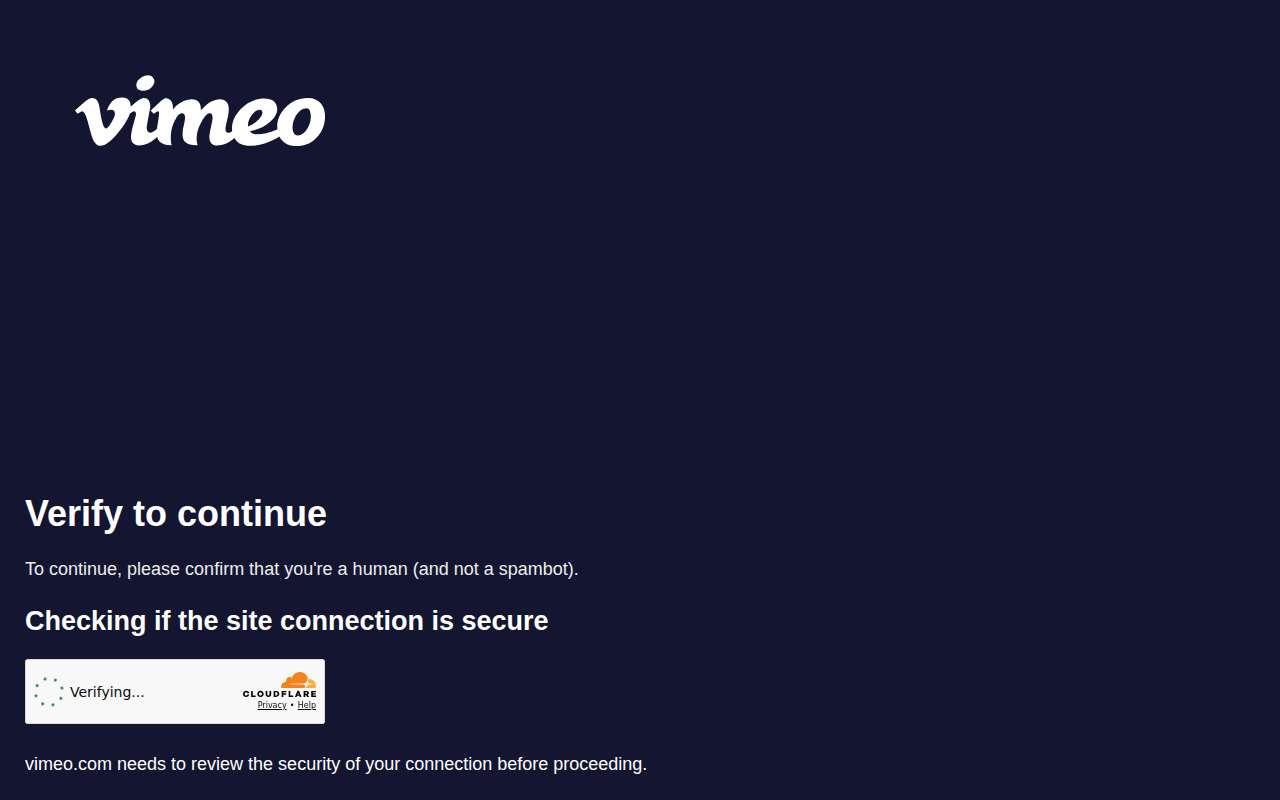 vimeo
Verify to continue
To continue, please confirm that you're a human (and not a spambot).
Checking if the site connection is secure
Verifying...
CLOUDFLARE
Privacy • Help
vimeo.com needs to review the security of your connection before proceeding.